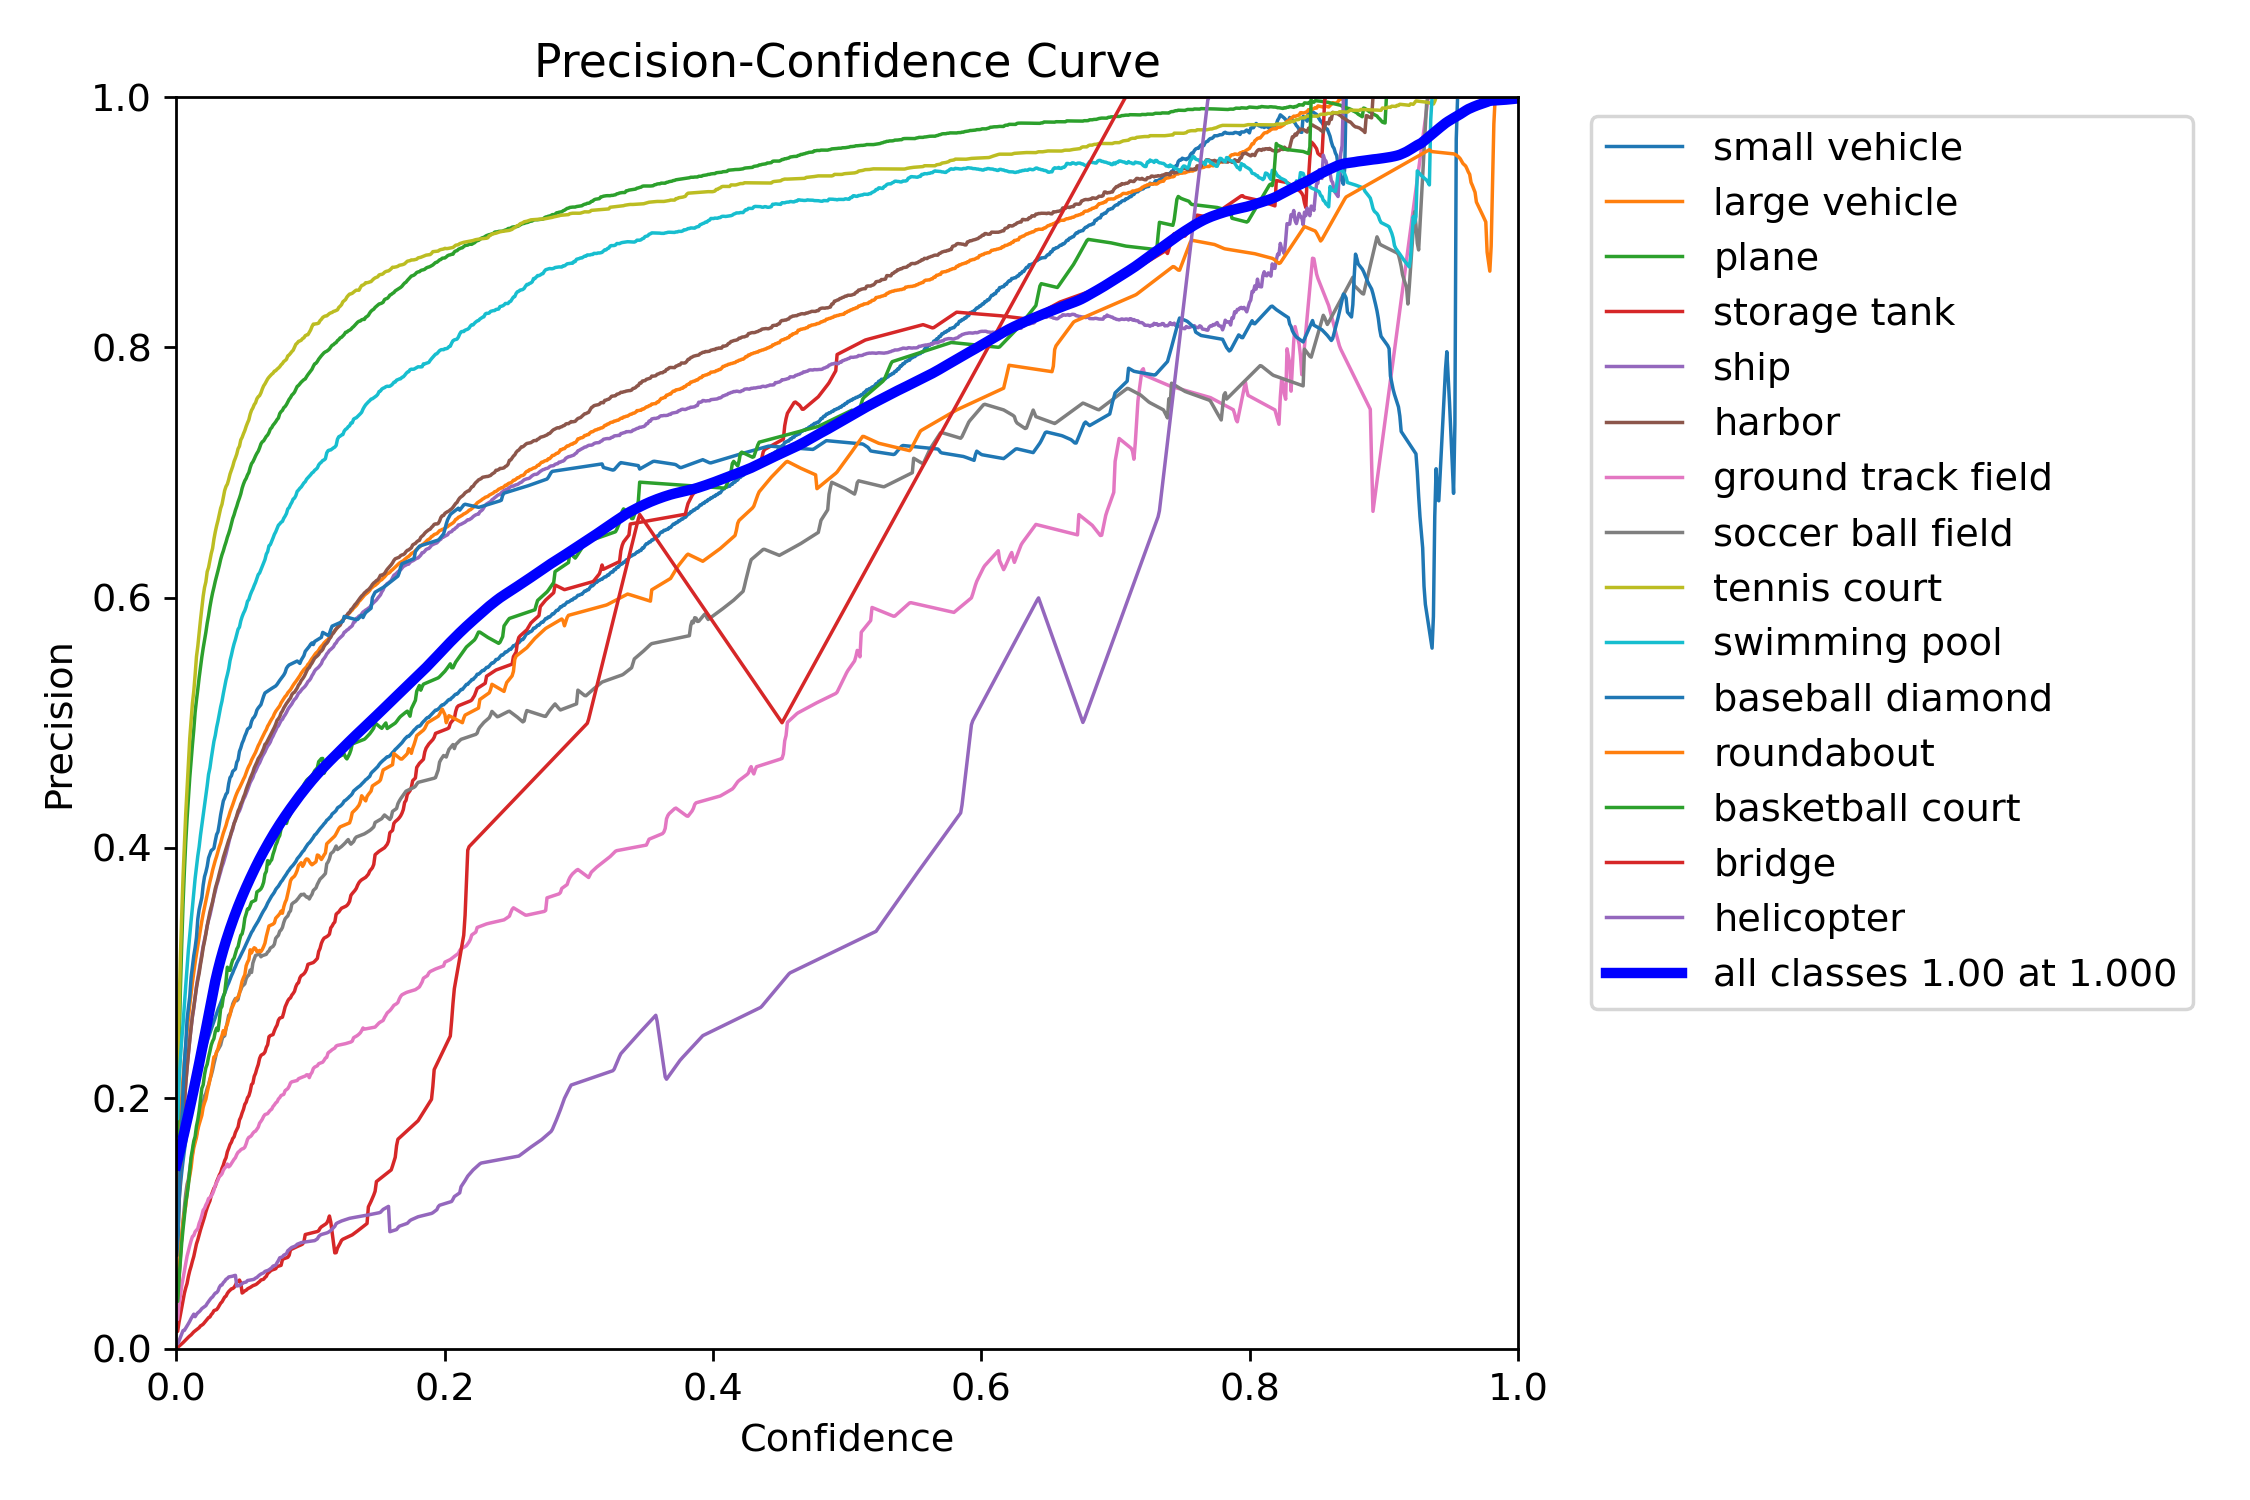 Precision-Confidence Curve
1.0
0.8
0.6
0.4
0.2
0.0
Precision
0.0
0.2
0.4
0.6
0.8
1.0
Confidence
small vehicle
large vehicle
plane
storage tank
ship
harbor
ground track field
soccer ball field
tennis court
swimming pool
baseball diamond
roundabout
basketball court
bridge
helicopter
all classes 1.00 at 1.000